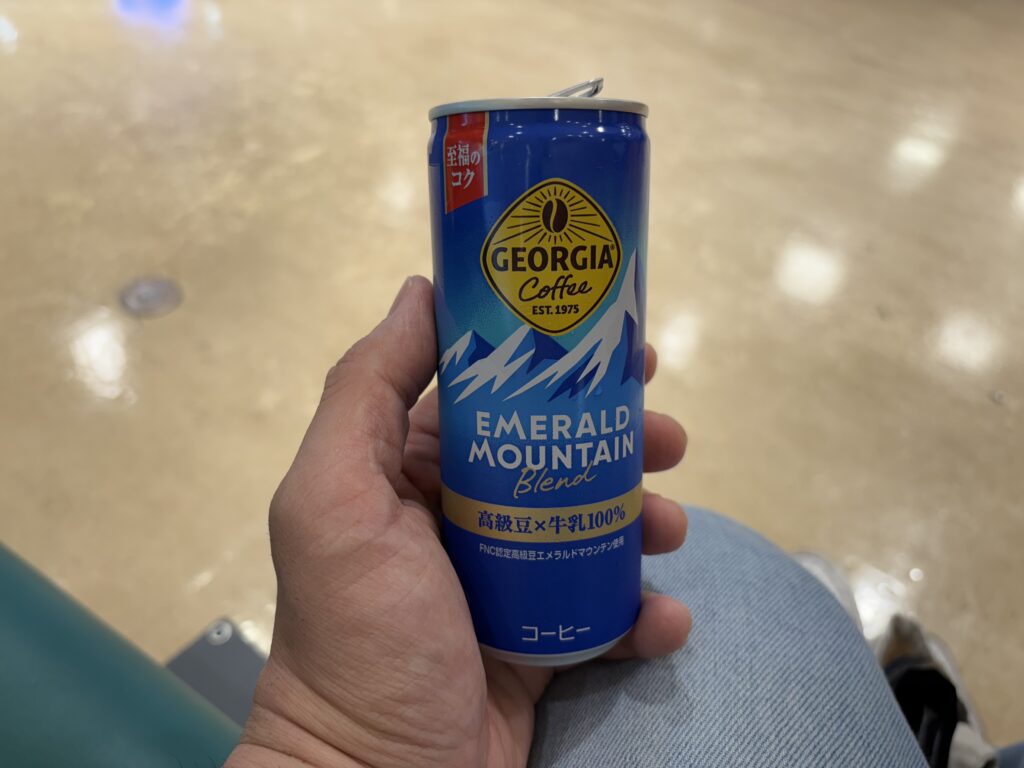 至福の
コク
GEORGIA
Coffee
EST. 1975
EMERALD
MOUNTAIN
Blend
高級豆×牛乳100%
FNC認定高級豆エメラルドマウンテン使用
コーヒー